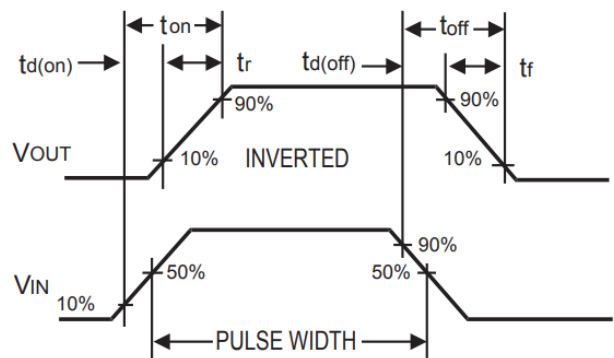 ton
toff
td(on)
tr
td(off)
tf
90%
90%
VOUT
10%
INVERTED
10%
90%
VIN
50%
50%
10%
PULSE WIDTH